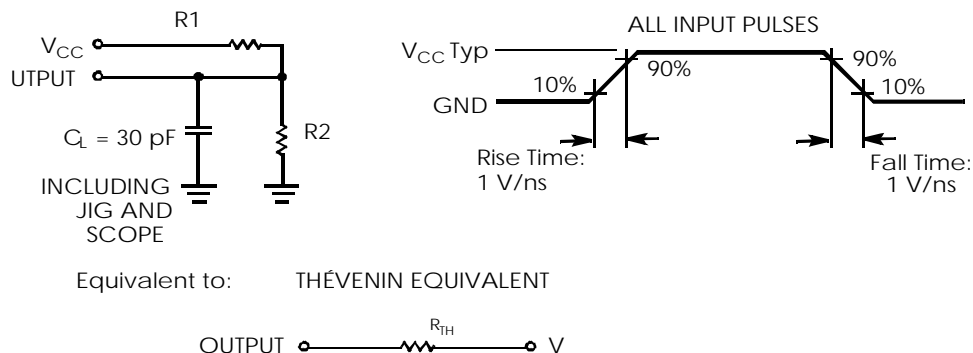 R1
V_CC
UTPUT
C_L = 30 pF
R2
INCLUDING
JIG AND
SCOPE
ALL INPUT PULSES
V_CC Typ
10%
90%
90%
10%
GND
Rise Time:
1 V/ns
Fall Time:
1 V/ns
Equivalent to: THÉVENIN EQUIVALENT
OUTPUT R_TH V